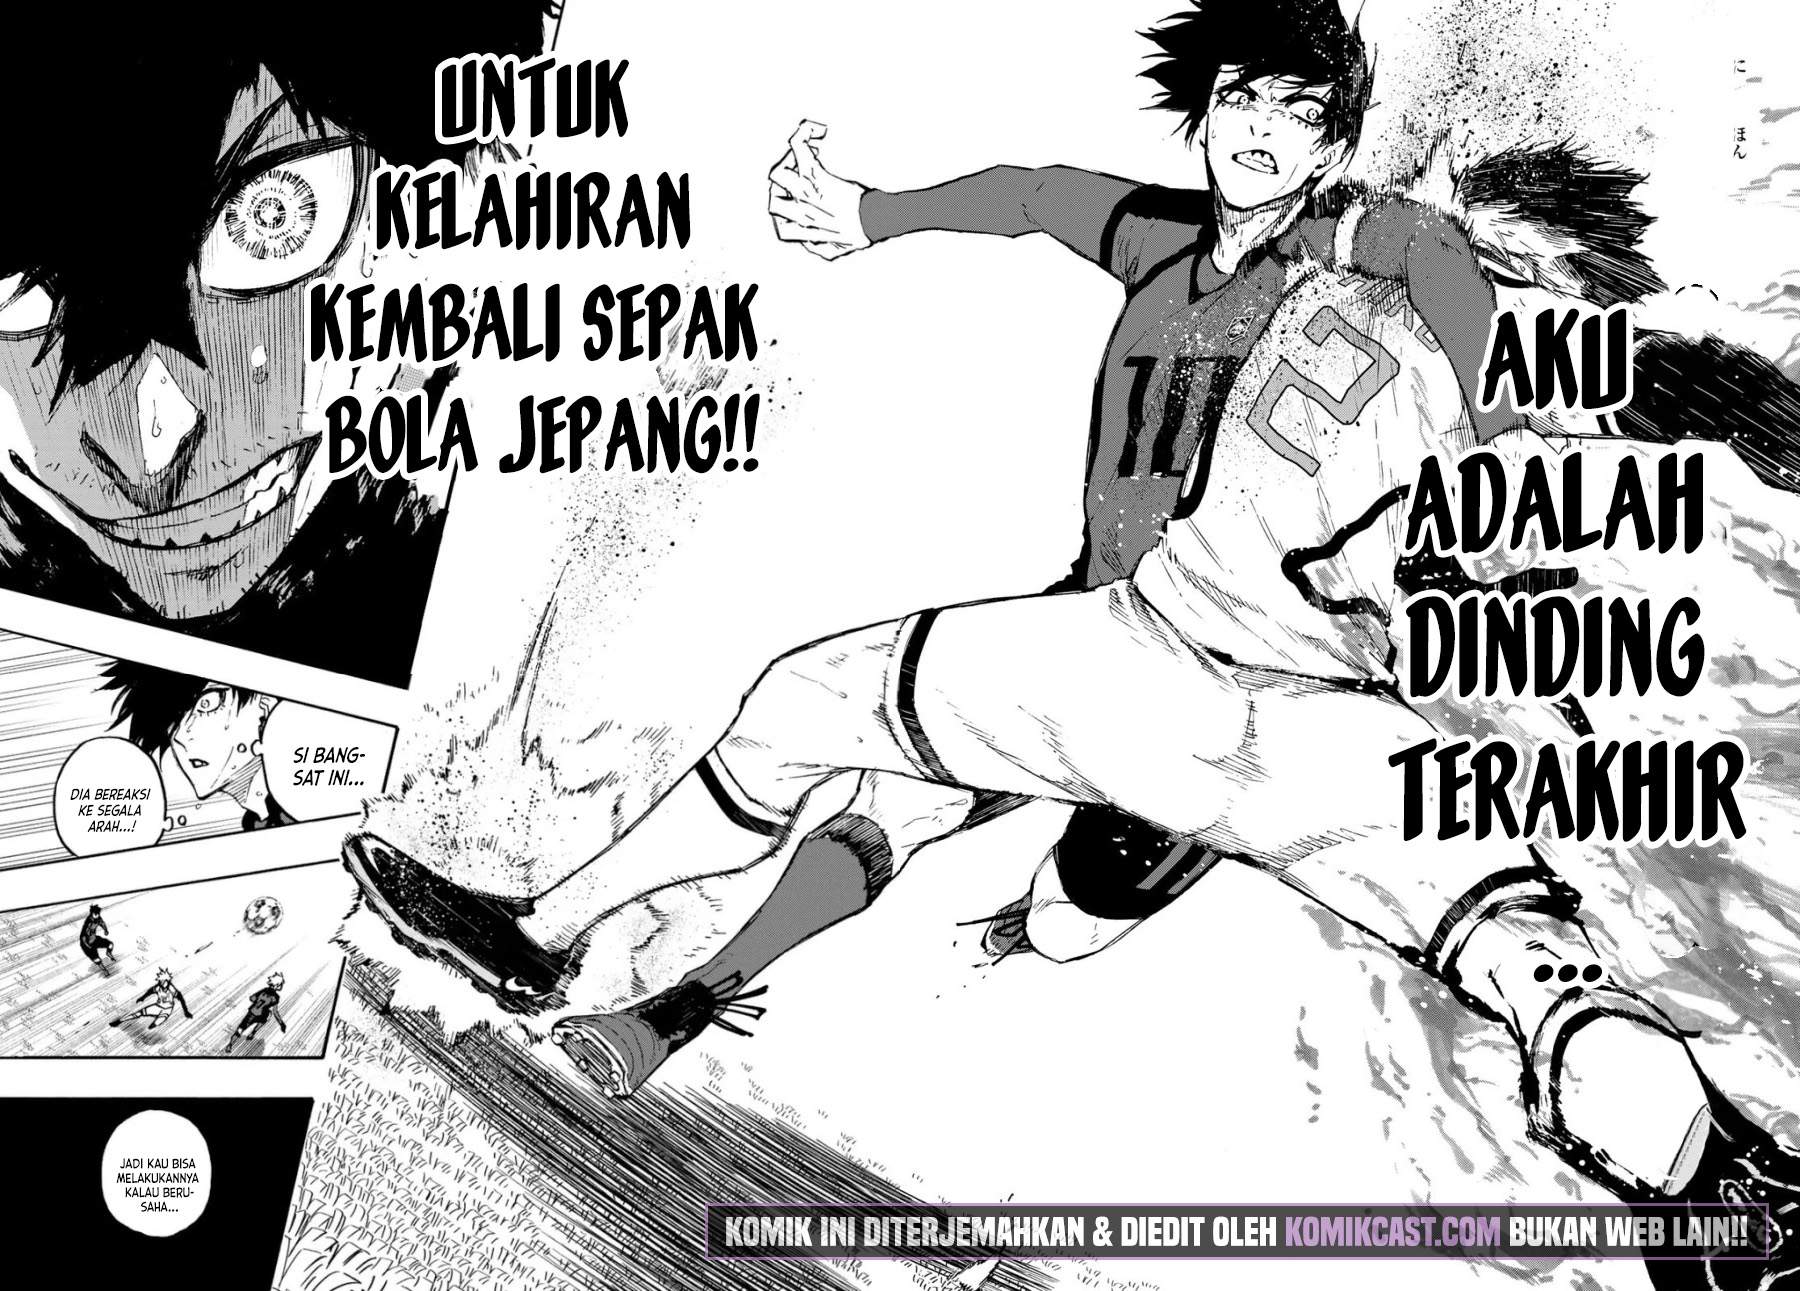 AKU
ADALAH
DINDING
TERAKHIR
...
に ほん
2
10
UNTUK
KELAHIRAN
KEMBALI SEPAK
BOLA JEPANG!!
SI BANG-
SAT INI...
DIA BEREAKSI
KE SEGALA
ARAH...!
JADI KAU BISA
MELAKUKANNYA
KALAU BERU-
SAHA...
KOMIK INI DITERJEMAHKAN & DIEDIT OLEH KOMIKCAST.COM BUKAN WEB LAIN!!